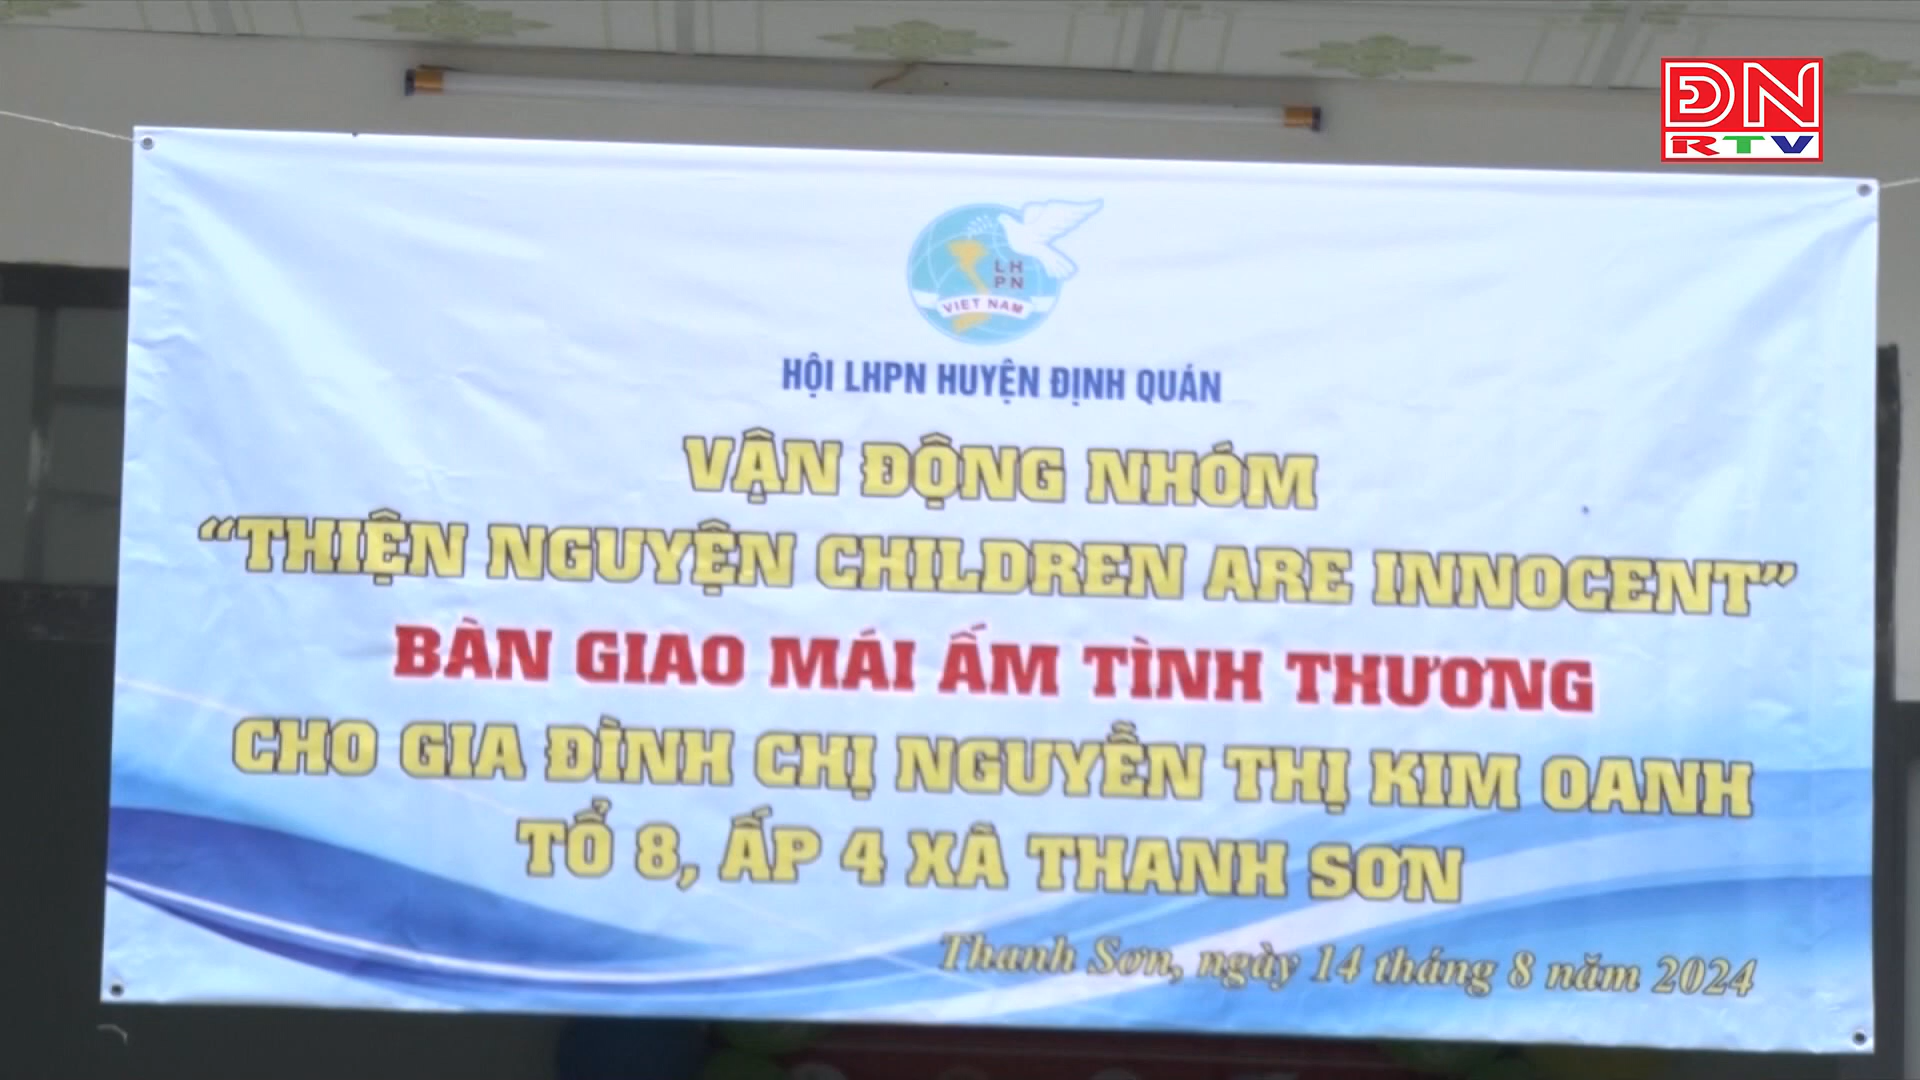 ĐN
RTV
LH
PN
VIỆT NAM
HỘI LHPN HUYỆN ĐỊNH QUÁN
VẬN ĐỘNG NHÓM
“THIỆN NGUYỆN CHILDREN ARE INNOCENT”
BÀN GIAO MÁI ẤM TÌNH THƯƠNG
CHO GIA ĐÌNH CHỊ NGUYỄN THỊ KIM OANH
TỔ 8, ẤP 4 XÃ THANH SƠN
Thanh Sơn, ngày 14 tháng 8 năm 2024